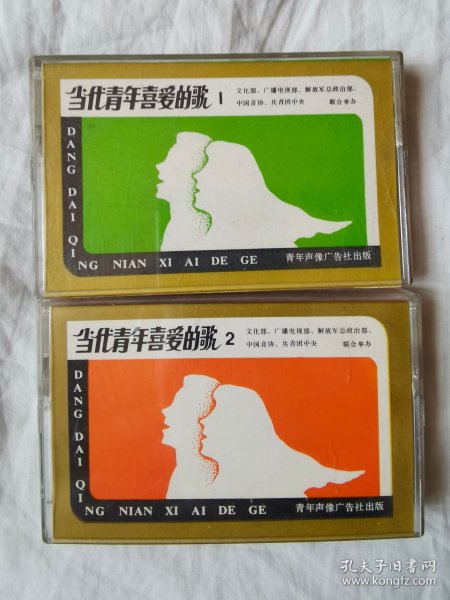 当代青年喜爱的歌 1
文化部、广播电视部、解放军总政治部、
中国音协、共青团中央 联合举办
DANG DAI QING NIAN XI AI DE GE
青年声像广告社出版
当代青年喜爱的歌 2
文化部、广播电视部、解放军总政治部、
中国音协、共青团中央 联合举办
DANG DAI QING NIAN XI AI DE GE
青年声像广告社出版
孔夫子旧书网
www.kongfz.com